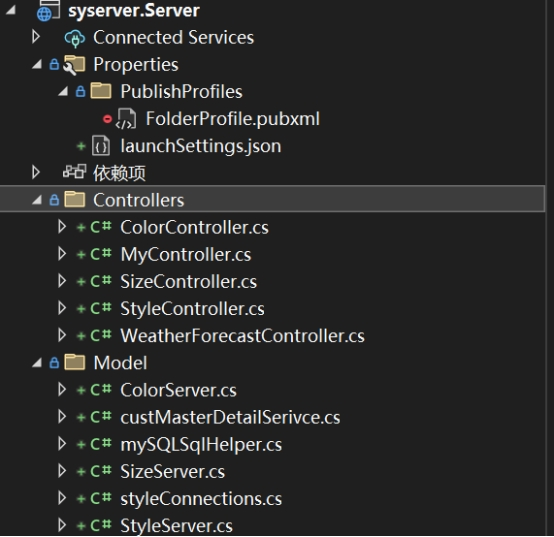 syserver.Server
Connected Services
Properties
PublishProfiles
FolderProfile.pubxml
launchSettings.json
依赖项
Controllers
C# ColorController.cs
C# MyController.cs
C# SizeController.cs
C# StyleController.cs
C# WeatherForecastController.cs
Model
C# ColorServer.cs
C# custMasterDetailSerivce.cs
C# mySQLSqlHelper.cs
C# SizeServer.cs
C# styleConnections.cs
C# StyleServer.cs